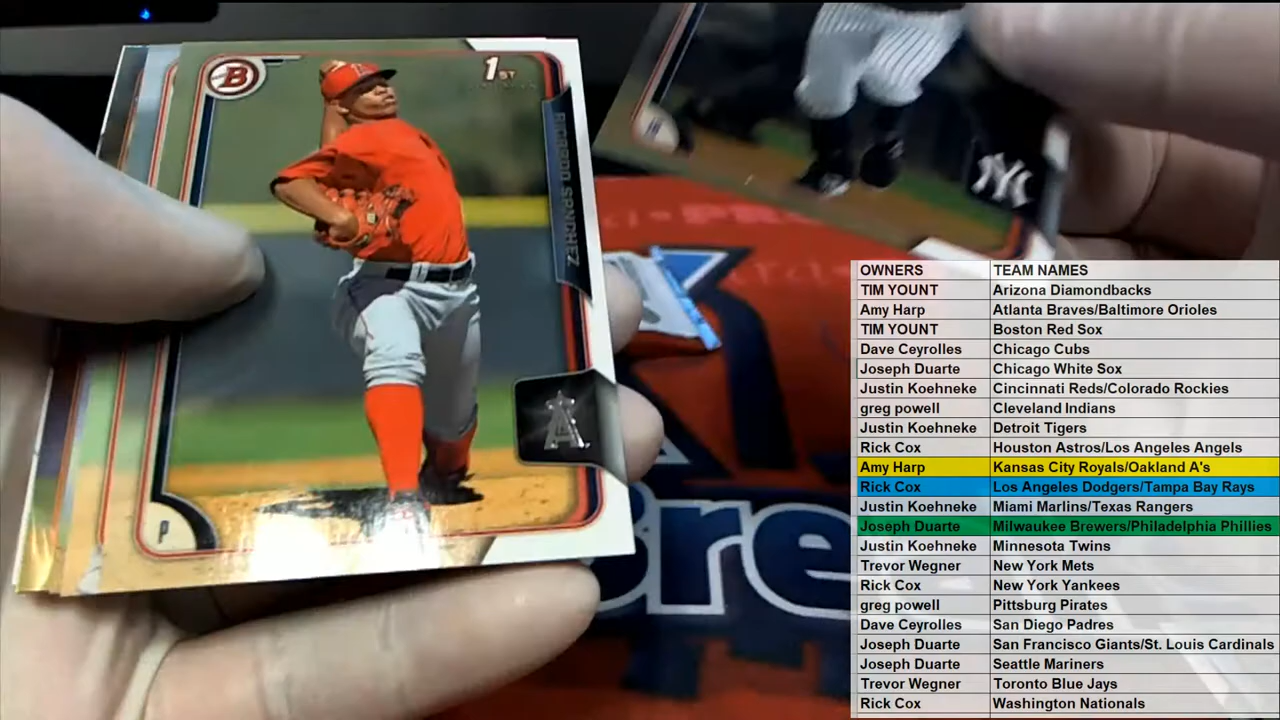 B
1ST
RICARDO SANCHEZ
A
P
NY
Bre
OWNERS TEAM NAMES
TIM YOUNT Arizona Diamondbacks
Amy Harp Atlanta Braves/Baltimore Orioles
TIM YOUNT Boston Red Sox
Dave Ceyrolles Chicago Cubs
Joseph Duarte Chicago White Sox
Justin Koehneke Cincinnati Reds/Colorado Rockies
greg powell Cleveland Indians
Justin Koehneke Detroit Tigers
Rick Cox Houston Astros/Los Angeles Angels
Amy Harp Kansas City Royals/Oakland A's
Rick Cox Los Angeles Dodgers/Tampa Bay Rays
Justin Koehneke Miami Marlins/Texas Rangers
Joseph Duarte Milwaukee Brewers/Philadelphia Phillies
Justin Koehneke Minnesota Twins
Trevor Wegner New York Mets
Rick Cox New York Yankees
greg powell Pittsburg Pirates
Dave Ceyrolles San Diego Padres
Joseph Duarte San Francisco Giants/St. Louis Cardinals
Joseph Duarte Seattle Mariners
Trevor Wegner Toronto Blue Jays
Rick Cox Washington Nationals